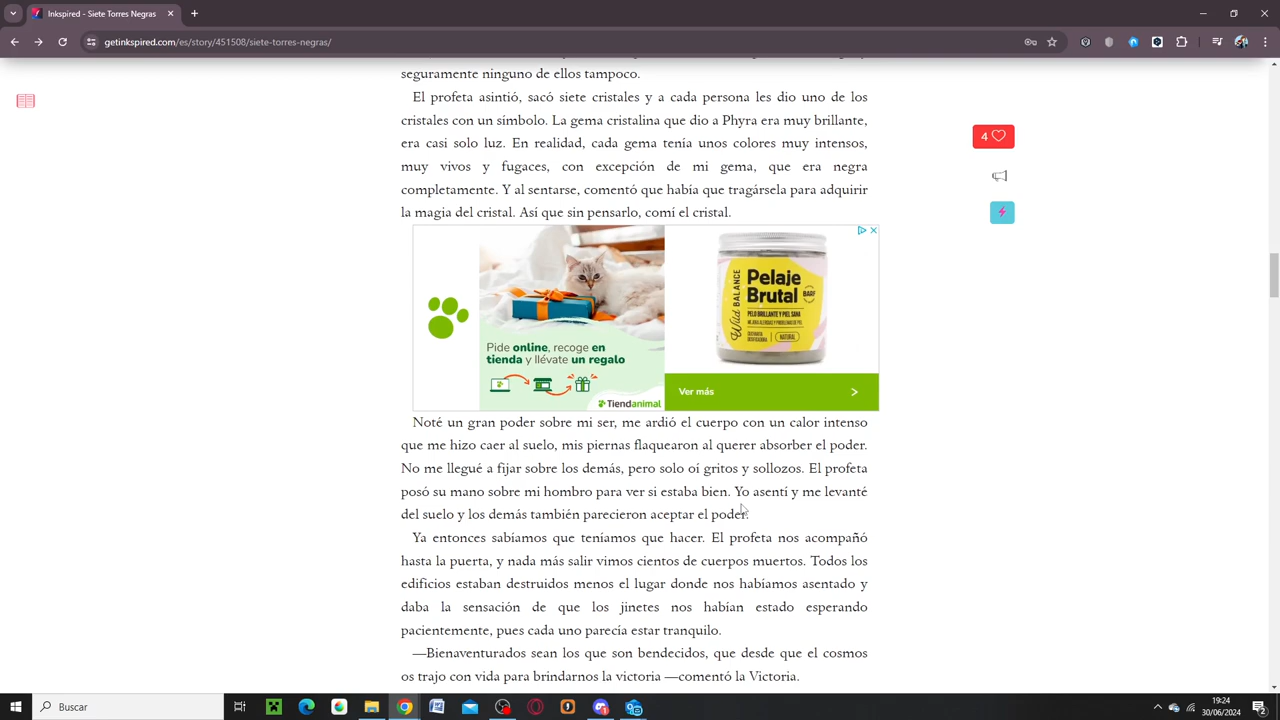 Inkspired - Siete Torres Negras
getinkspired.com/es/story/451508/siete-torres-negras/
seguramente ninguno de ellos tampoco.
El profeta asintió, sacó siete cristales y a cada persona les dio uno de los
cristales con un símbolo. La gema cristalina que dio a Phyra era muy brillante,
era casi solo luz. En realidad, cada gema tenía unos colores muy intensos,
muy vivos y fugaces, con excepción de mi gema, que era negra
completamente. Y al sentarse, comentó que había que tragársela para adquirir
la magia del cristal. Así que sin pensarlo, comí el cristal.
4
Pide online, recoge en
tienda y llévate un regalo
Tiendanimal
Wild BALANCE
Pelaje
Brutal
BARF
PELO BRILLANTE Y PIEL SANA
NATURAL
Ver más
Noté un gran poder sobre mi ser, me ardió el cuerpo con un calor intenso
que me hizo caer al suelo, mis piernas flaquearon al querer absorber el poder.
No me llegué a fijar sobre los demás, pero solo oí gritos y sollozos. El profeta
posó su mano sobre mi hombro para ver si estaba bien. Yo asentí y me levanté
del suelo y los demás también parecieron aceptar el poder.
Ya entonces sabíamos que teníamos que hacer. El profeta nos acompañó
hasta la puerta, y nada más salir vimos cientos de cuerpos muertos. Todos los
edificios estaban destruidos menos el lugar donde nos habíamos asentado y
daba la sensación de que los jinetes nos habían estado esperando
pacientemente, pues cada uno parecía estar tranquilo.
—Bienaventurados sean los que son bendecidos, que desde que el cosmos
os trajo con vida para brindarnos la victoria —comentó la Victoria.
Buscar
19:24
30/06/2024